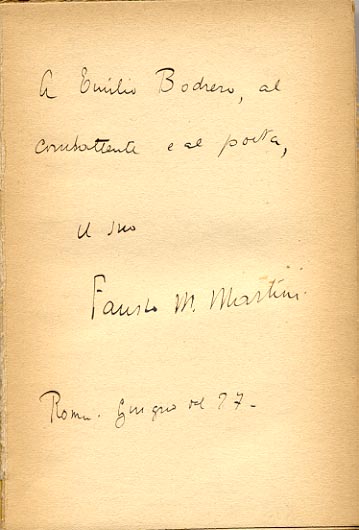 A Emilio Bodrero, al
combattente e al poeta,
il suo
Fausto M. Martini.
Roma. Giugno del 27-